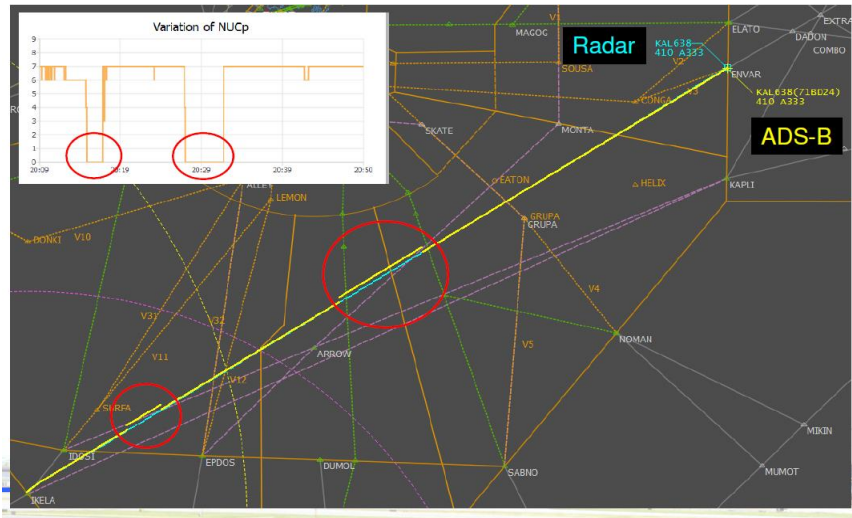 Variation of NUCp
9
8
7
6
5
4
3
2
1
0
20:09
20:19
20:29
20:39
20:50
V1
MAGOG
ELATO
EXTRA
DADON
COMBO
Radar
KAL638
410 A333
V2
SOUSA
ENVAR
CONGA
A3
KAL638(71BD24)
410 A333
ADS-B
SKATE
MONTA
EATON
HELIX
KAPLI
ALLEY
LEMON
GRUPA
GRUPA
DONKI
V10
V4
V31
V32
NOMAN
V11
ARROW
V5
V12
SURFA
MIKIN
IDOSI
EPDOS
DUMOL
SABNO
MUMOT
IKELA